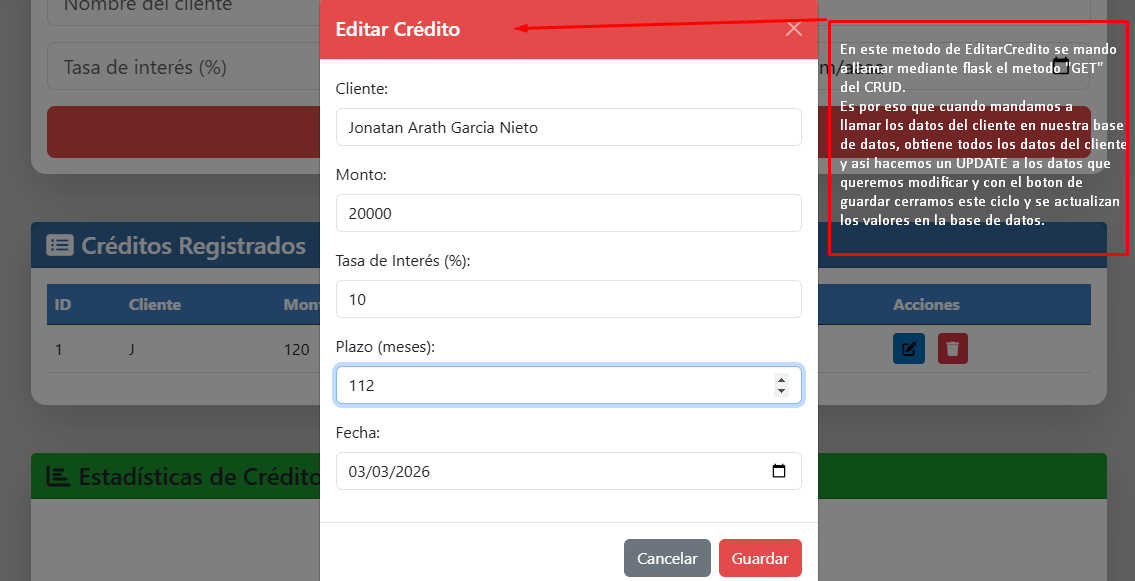 Nombre del cliente
Editar Crédito
Tasa de interés (%)
En este metodo de EditarCredito se mando
a llamar mediante flask el metodo "GET"
del CRUD.
Es por eso que cuando mandamos a
llamar los datos del cliente en nuestra base
de datos, obtiene todos los datos del cliente
y asi hacemos un UPDATE a los datos que
queremos modificar y con el boton de
guardar cerramos este ciclo y se actualizan
los valores en la base de datos.
Cliente:
Jonatan Arath Garcia Nieto
Monto:
20000
Tasa de Interés (%):
10
Plazo (meses):
112
Fecha:
03/03/2026
Cancelar Guardar
Créditos Registrados
ID Cliente Mon Acciones
1 J 120
Estadísticas de Crédito